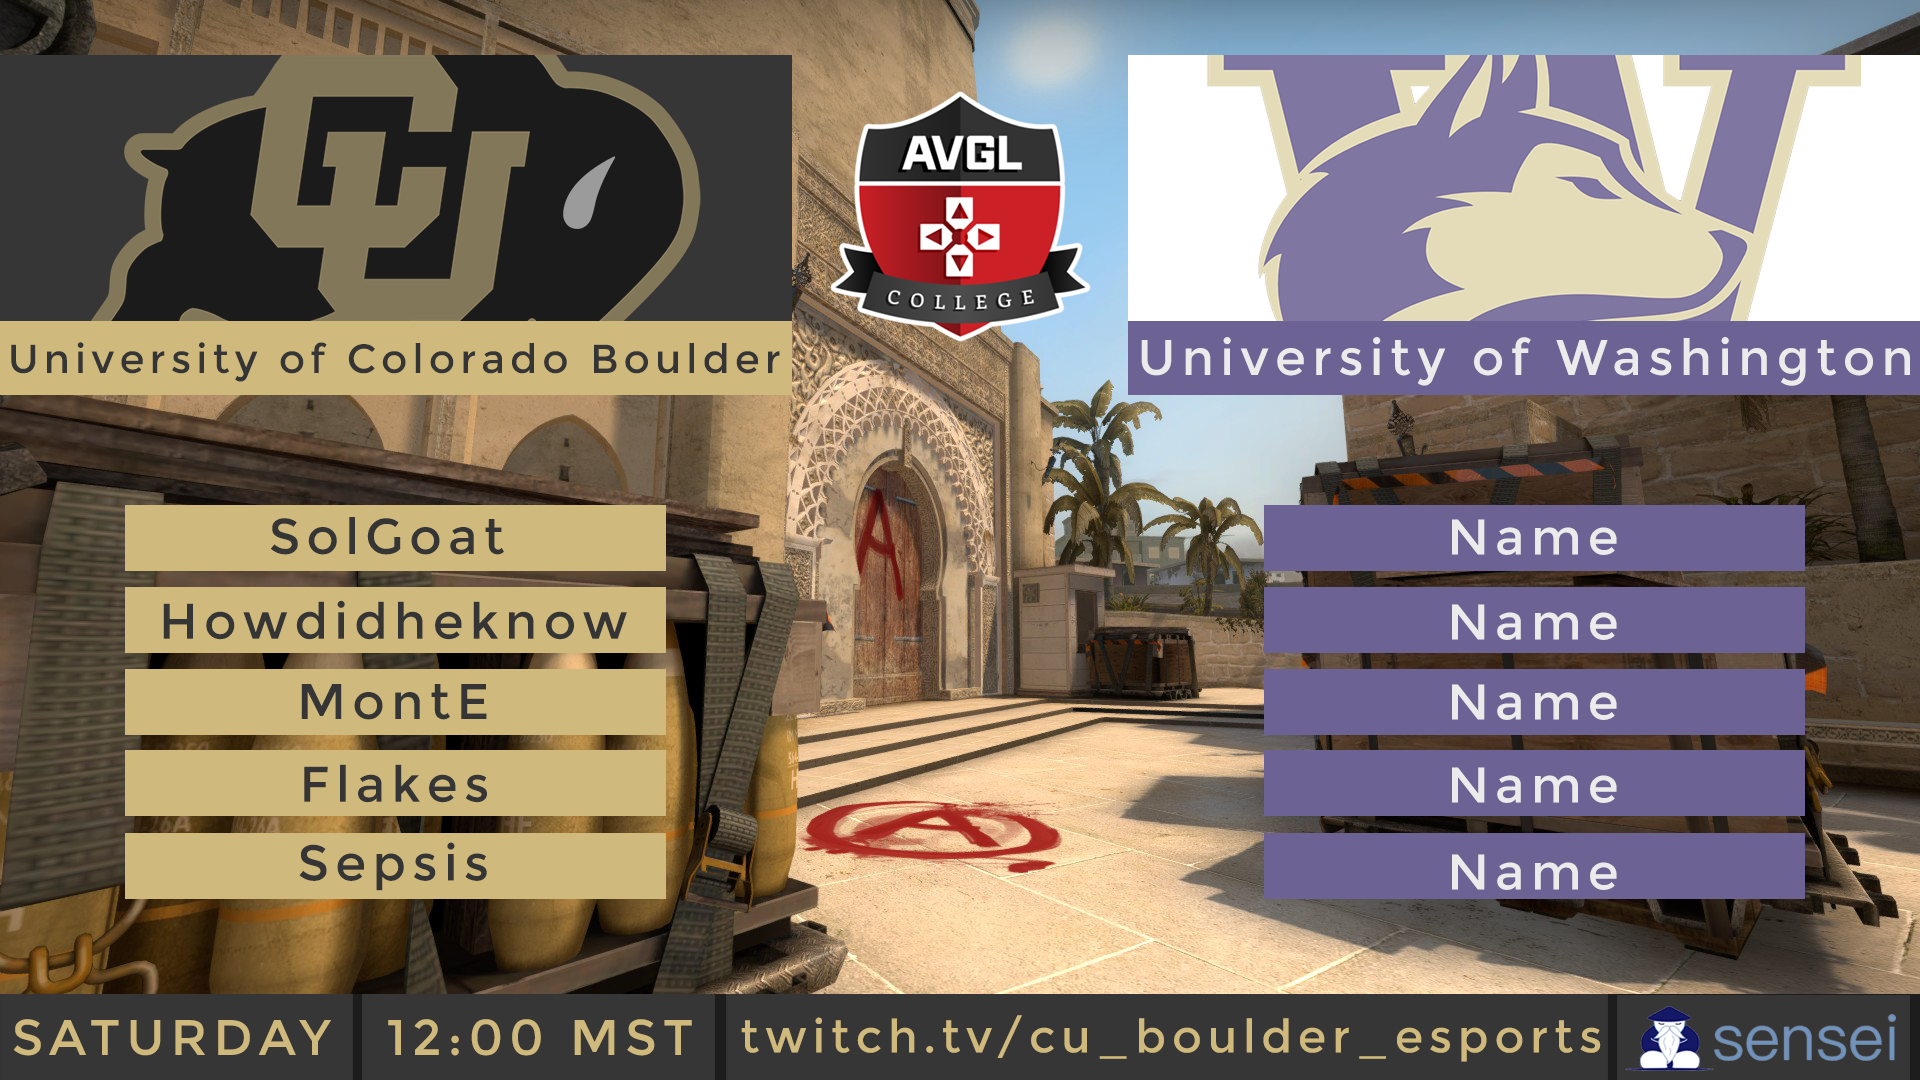 CU
AVGL
COLLEGE
W
University of Colorado Boulder
University of Washington
A
SolGoat
Howdidheknow
MontE
Flakes
Sepsis
Name
Name
Name
Name
Name
A
SATURDAY
12:00 MST
twitch.tv/cu_boulder_esports
sensei